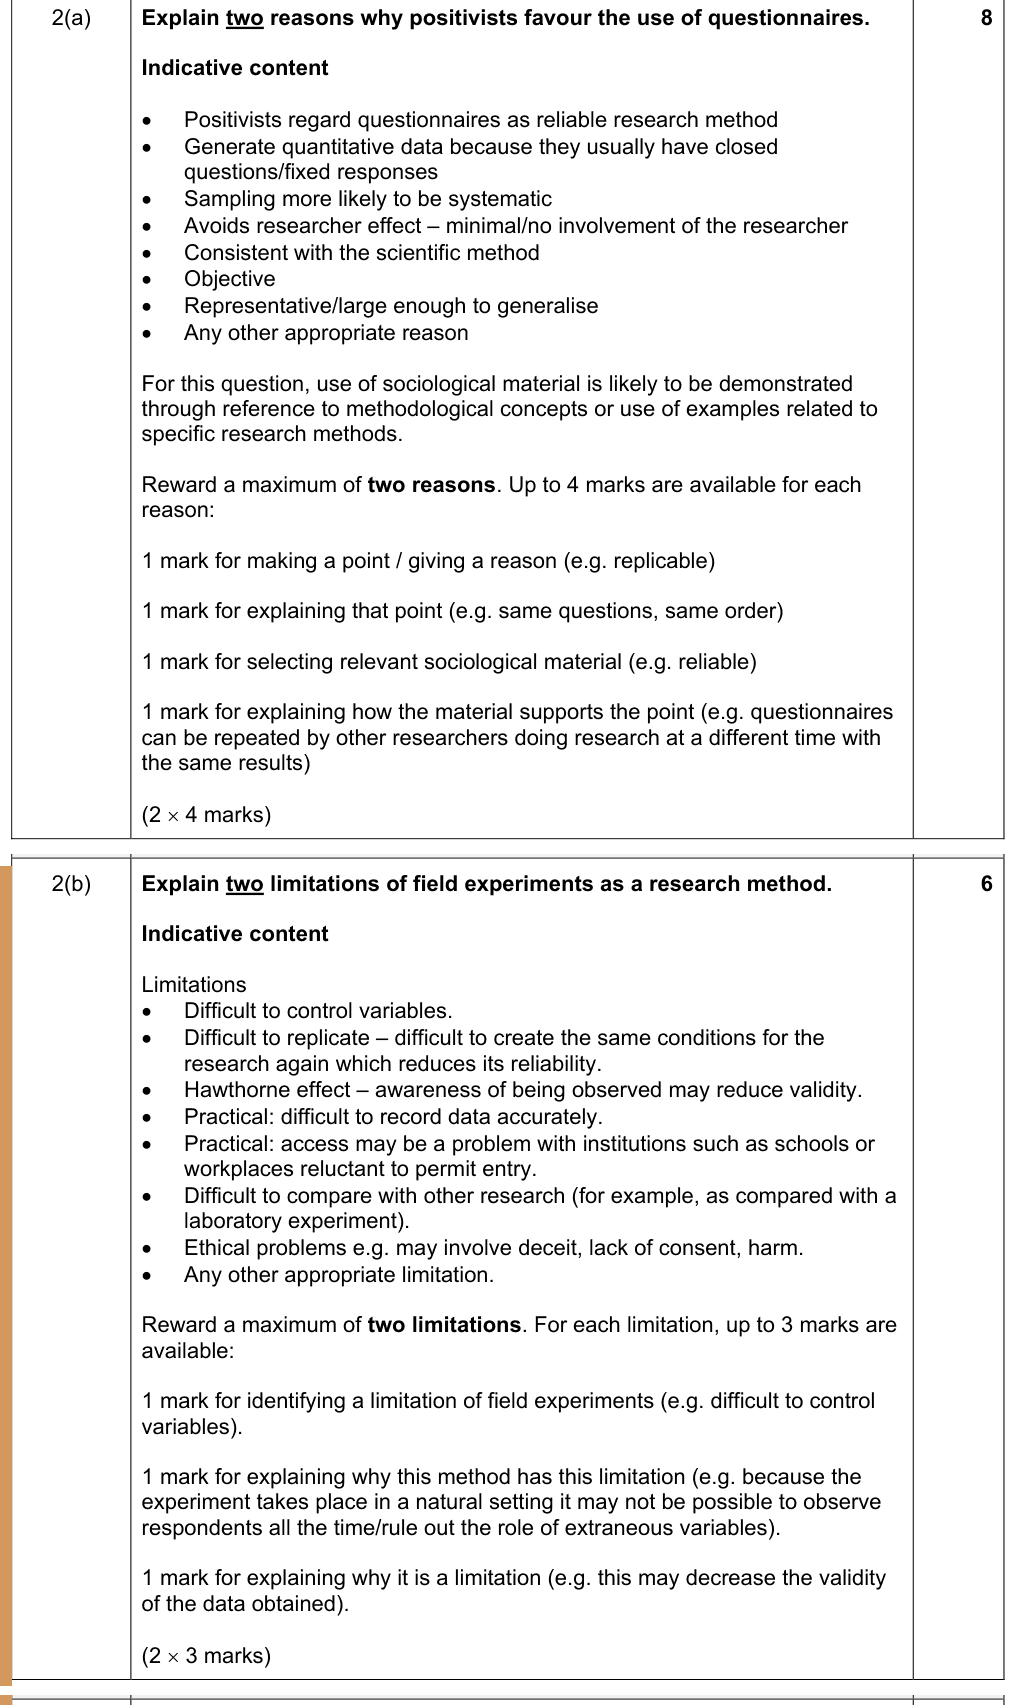 2(a)
Explain two reasons why positivists favour the use of questionnaires.
8
Indicative content
• Positivists regard questionnaires as reliable research method
• Generate quantitative data because they usually have closed
questions/fixed responses
• Sampling more likely to be systematic
• Avoids researcher effect – minimal/no involvement of the researcher
• Consistent with the scientific method
• Objective
• Representative/large enough to generalise
• Any other appropriate reason
For this question, use of sociological material is likely to be demonstrated
through reference to methodological concepts or use of examples related to
specific research methods.
Reward a maximum of two reasons. Up to 4 marks are available for each
reason:
1 mark for making a point / giving a reason (e.g. replicable)
1 mark for explaining that point (e.g. same questions, same order)
1 mark for selecting relevant sociological material (e.g. reliable)
1 mark for explaining how the material supports the point (e.g. questionnaires
can be repeated by other researchers doing research at a different time with
the same results)
(2 × 4 marks)
2(b)
Explain two limitations of field experiments as a research method.
6
Indicative content
Limitations
• Difficult to control variables.
• Difficult to replicate – difficult to create the same conditions for the
research again which reduces its reliability.
• Hawthorne effect – awareness of being observed may reduce validity.
• Practical: difficult to record data accurately.
• Practical: access may be a problem with institutions such as schools or
workplaces reluctant to permit entry.
• Difficult to compare with other research (for example, as compared with a
laboratory experiment).
• Ethical problems e.g. may involve deceit, lack of consent, harm.
• Any other appropriate limitation.
Reward a maximum of two limitations. For each limitation, up to 3 marks are
available:
1 mark for identifying a limitation of field experiments (e.g. difficult to control
variables).
1 mark for explaining why this method has this limitation (e.g. because the
experiment takes place in a natural setting it may not be possible to observe
respondents all the time/rule out the role of extraneous variables).
1 mark for explaining why it is a limitation (e.g. this may decrease the validity
of the data obtained).
(2 × 3 marks)